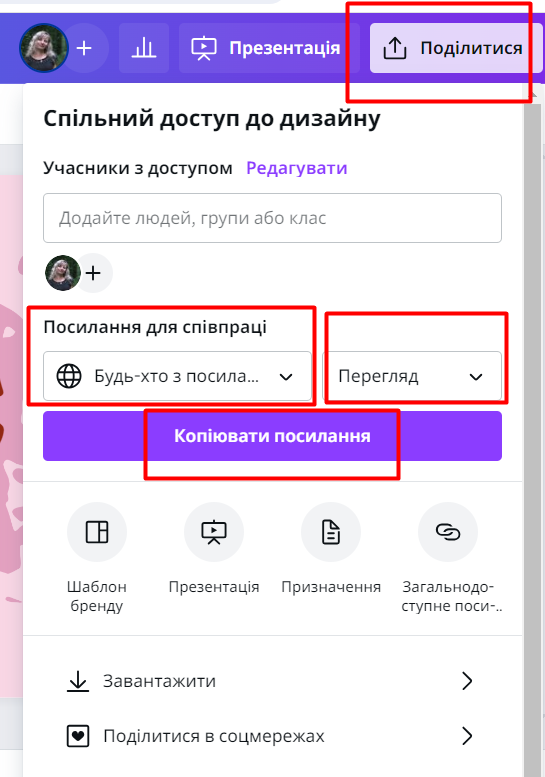 Презентація
Поділитися
Спільний доступ до дизайну
Учасники з доступом Редагувати
Додайте людей, групи або клас
Посилання для співпраці
Будь-хто з посила... Перегляд
Копіювати посилання
Шаблон бренду
Презентація
Призначення
Загальнодо-
ступне поси-..
Завантажити
Поділитися в соцмережах